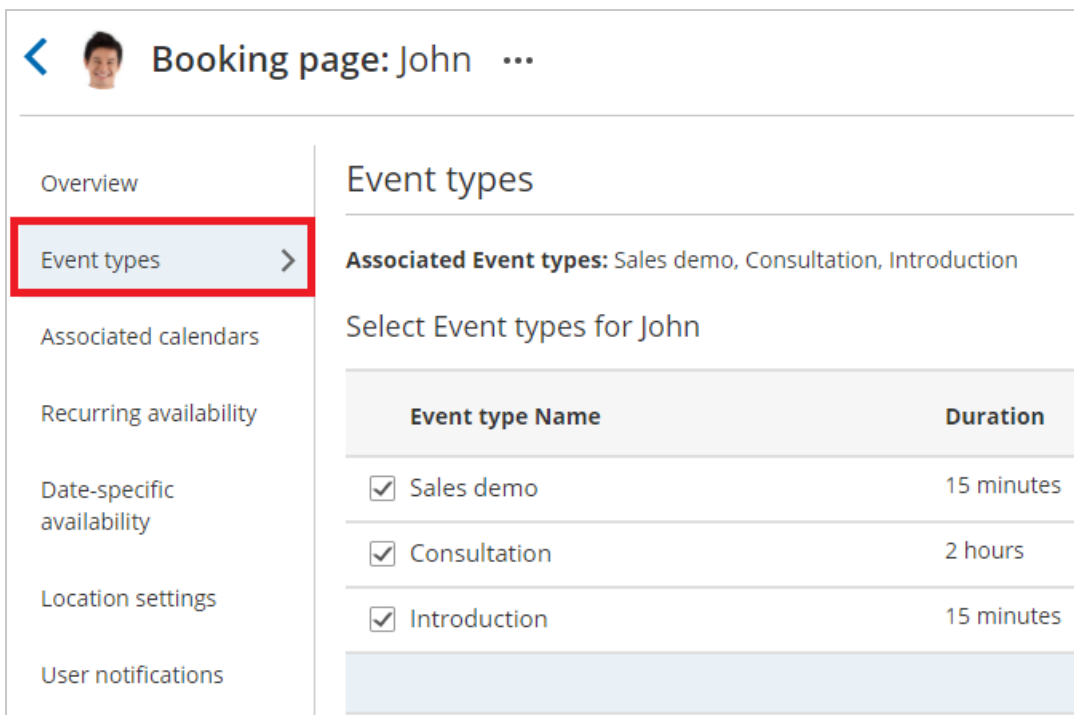 Booking page: John ...
Overview
Event types
Associated calendars
Recurring availability
Date-specific
availability
Location settings
User notifications
Event types
Associated Event types: Sales demo, Consultation, Introduction
Select Event types for John
Event type Name Duration
Sales demo 15 minutes
Consultation 2 hours
Introduction 15 minutes